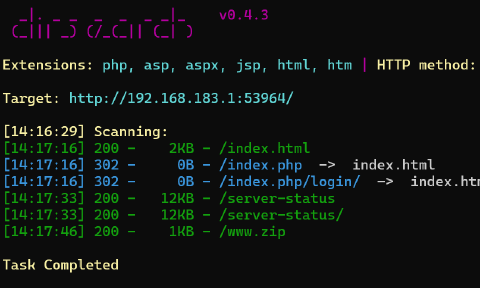 v0.4.3
Extensions: php, asp, aspx, jsp, html, htm | HTTP method:
Target: http://192.168.183.1:53964/
[14:16:29] Scanning:
[14:17:16] 200 -    2KB - /index.html
[14:17:16] 302 -    0B - /index.php  ->  index.html
[14:17:16] 302 -    0B - /index.php/login/  ->  index.htm
[14:17:33] 200 -   12KB - /server-status
[14:17:33] 200 -   12KB - /server-status/
[14:17:46] 200 -    1KB - /www.zip
Task Completed